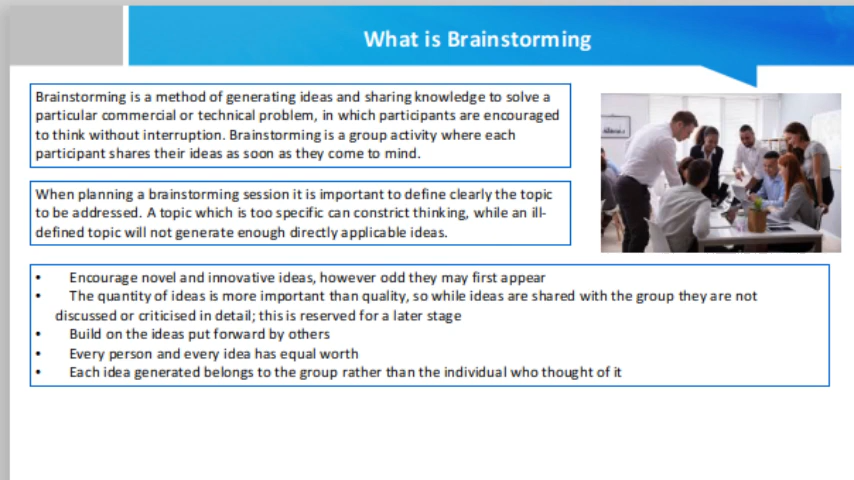 What is Brainstorming
Brainstorming is a method of generating ideas and sharing knowledge to solve a
particular commercial or technical problem, in which participants are encouraged
to think without interruption. Brainstorming is a group activity where each
participant shares their ideas as soon as they come to mind.
When planning a brainstorming session it is important to define clearly the topic
to be addressed. A topic which is too specific can constrict thinking, while an ill-
defined topic will not generate enough directly applicable ideas.
• Encourage novel and innovative ideas, however odd they may first appear
• The quantity of ideas is more important than quality, so while ideas are shared with the group they are not
discussed or criticised in detail; this is reserved for a later stage
• Build on the ideas put forward by others
• Every person and every idea has equal worth
• Each idea generated belongs to the group rather than the individual who thought of it